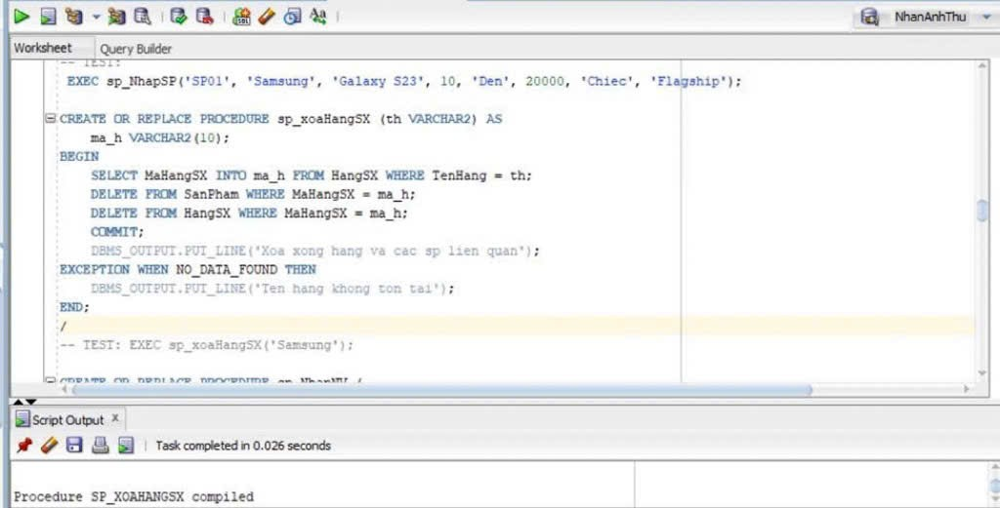 NhanAnhThu
Worksheet Query Builder
-- TEST:
EXEC sp_NhapSP('SP01', 'Samsung', 'Galaxy S23', 10, 'Den', 20000, 'Chiec', 'Flagship');
CREATE OR REPLACE PROCEDURE sp_xoaHangSX (th VARCHAR2) AS
ma_h VARCHAR2(10);
BEGIN
SELECT MaHangSX INTO ma_h FROM HangSX WHERE TenHang = th;
DELETE FROM SanPham WHERE MaHangSX = ma_h;
DELETE FROM HangSX WHERE MaHangSX = ma_h;
COMMIT;
DBMS_OUTPUT.PUT_LINE('Xoa xong hang va cac sp lien quan');
EXCEPTION WHEN NO_DATA_FOUND THEN
DBMS_OUTPUT.PUT_LINE('Ten hang khong ton tai');
END;
/
-- TEST: EXEC sp_xoaHangSX('Samsung');
CREATE OR REPLACE PROCEDURE sp_NhapNV (
Script Output x
Task completed in 0.026 seconds
Procedure SP_XOAHANGSX compiled